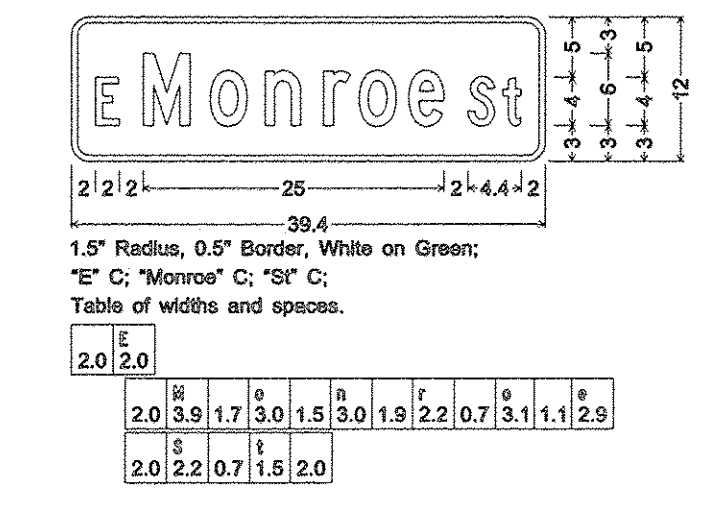 E Monroe St
5 4 3
3 6 3
5 4 3
12
2 2 2 25 2 4.4 2
39.4
1.5" Radius, 0.5" Border, White on Green;
"E" C; "Monroe" C; "St" C;
Table of widths and spaces.
E
2.0 2.0
M o n r o e
2.0 3.9 1.7 3.0 1.5 3.0 1.9 2.2 0.7 3.1 1.1 2.9
S t
2.0 2.2 0.7 1.5 2.0